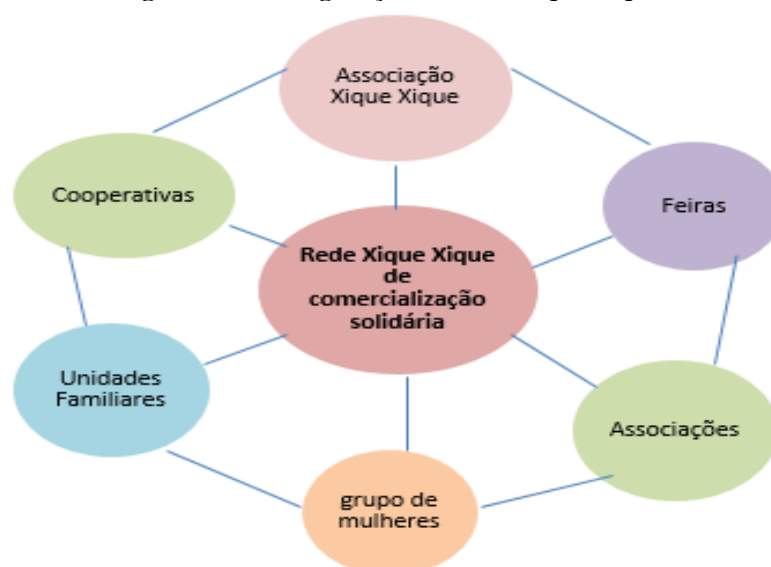 Associação
Xique Xique
Cooperativas
Feiras
Rede Xique Xique
de
comercialização
solidária
Unidades
Familiares
Associações
grupo de
mulheres